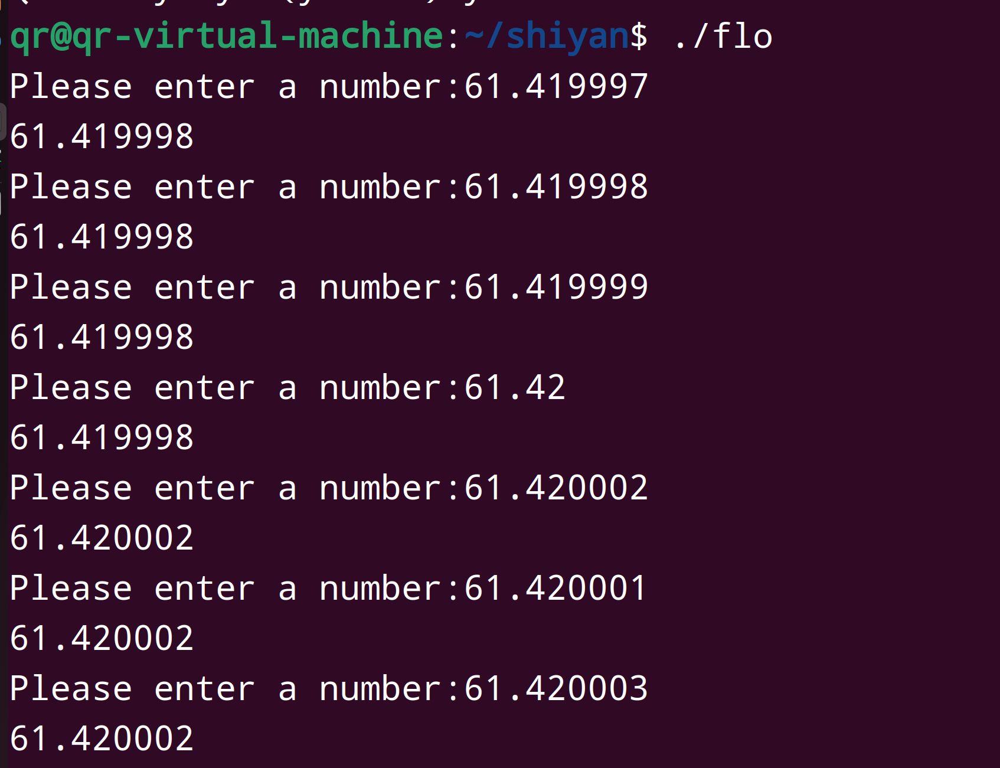 qr@qr-virtual-machine:~/shiyan$ ./flo
Please enter a number:61.419997
61.419998
Please enter a number:61.419998
61.419998
Please enter a number:61.419999
61.419998
Please enter a number:61.42
61.419998
Please enter a number:61.420002
61.420002
Please enter a number:61.420001
61.420002
Please enter a number:61.420003
61.420002